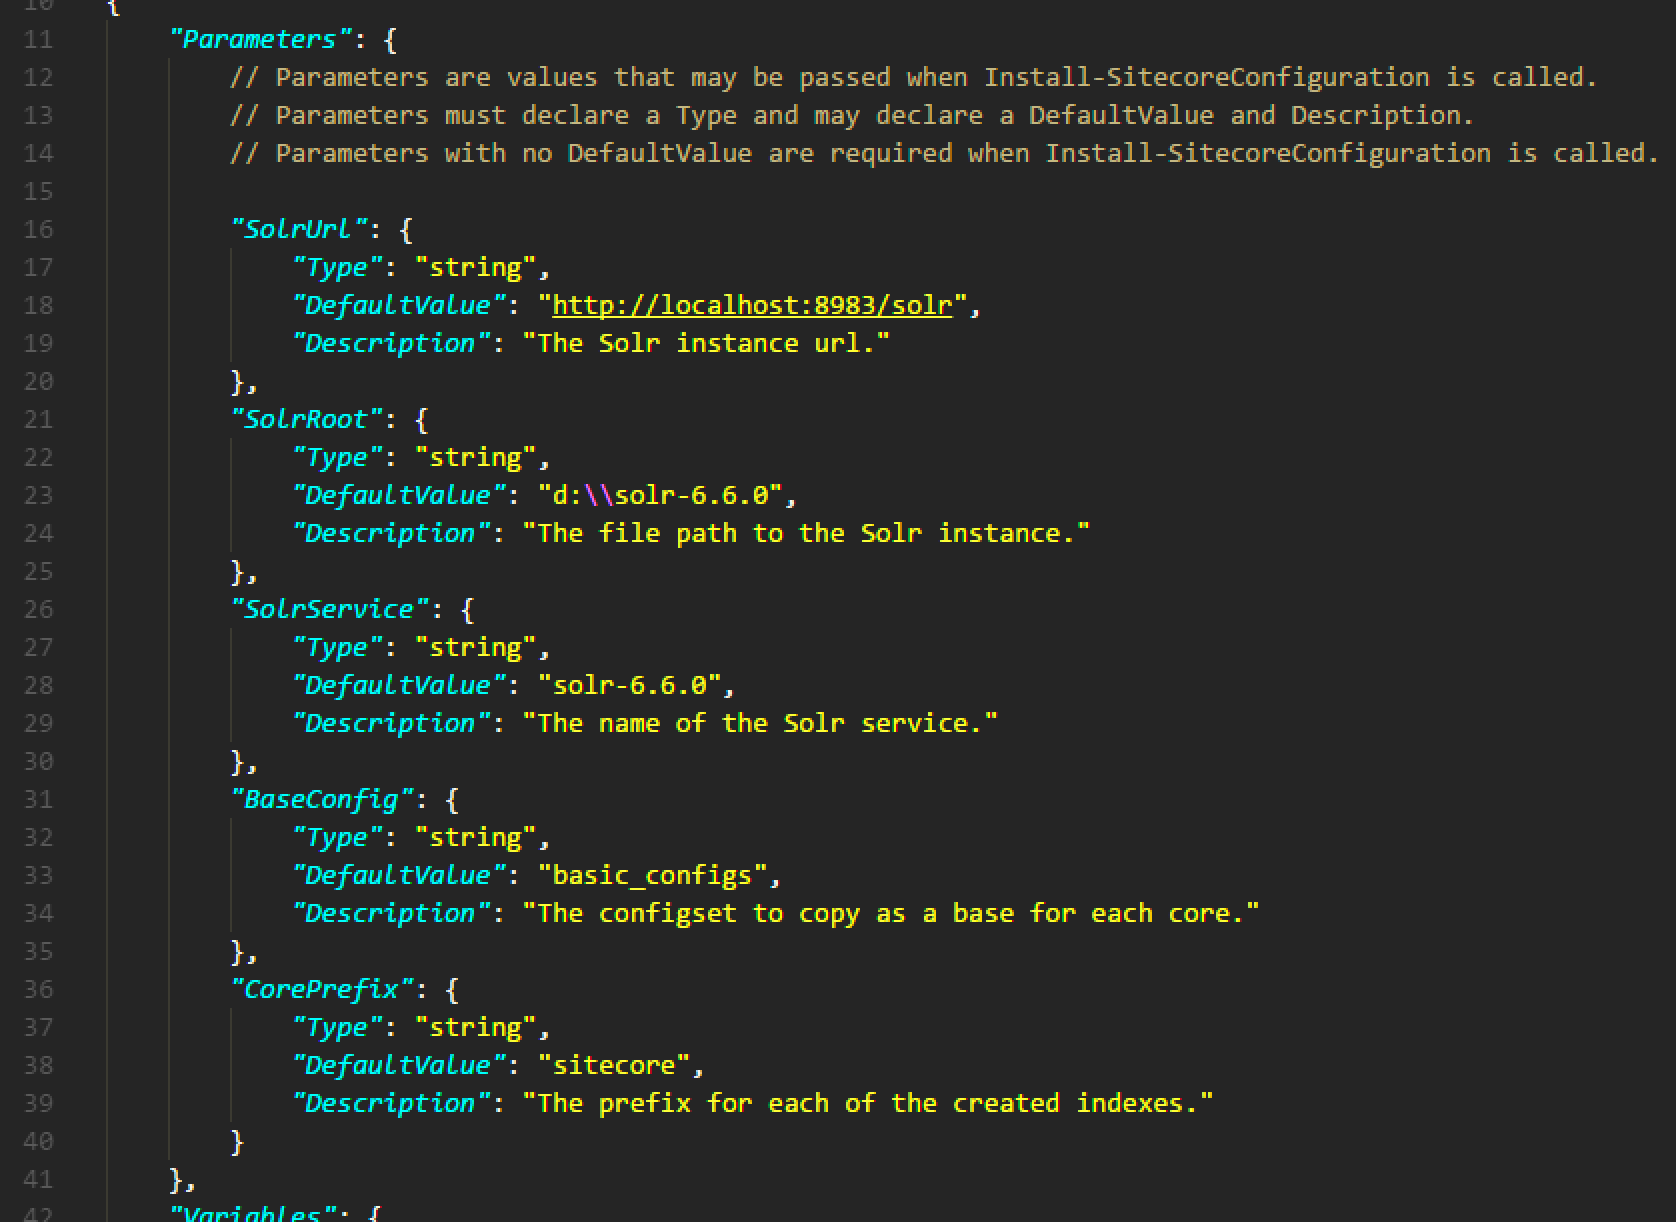 10 {
11 "Parameters": {
12 // Parameters are values that may be passed when Install-SitecoreConfiguration is called.
13 // Parameters must declare a Type and may declare a DefaultValue and Description.
14 // Parameters with no DefaultValue are required when Install-SitecoreConfiguration is called.
15
16 "SolrUrl": {
17 "Type": "string",
18 "DefaultValue": "http://localhost:8983/solr",
19 "Description": "The Solr instance url."
20 },
21 "SolrRoot": {
22 "Type": "string",
23 "DefaultValue": "d:\\solr-6.6.0",
24 "Description": "The file path to the Solr instance."
25 },
26 "SolrService": {
27 "Type": "string",
28 "DefaultValue": "solr-6.6.0",
29 "Description": "The name of the Solr service."
30 },
31 "BaseConfig": {
32 "Type": "string",
33 "DefaultValue": "basic_configs",
34 "Description": "The configset to copy as a base for each core."
35 },
36 "CorePrefix": {
37 "Type": "string",
38 "DefaultValue": "sitecore",
39 "Description": "The prefix for each of the created indexes."
40 }
41 },
42 "Variables": {